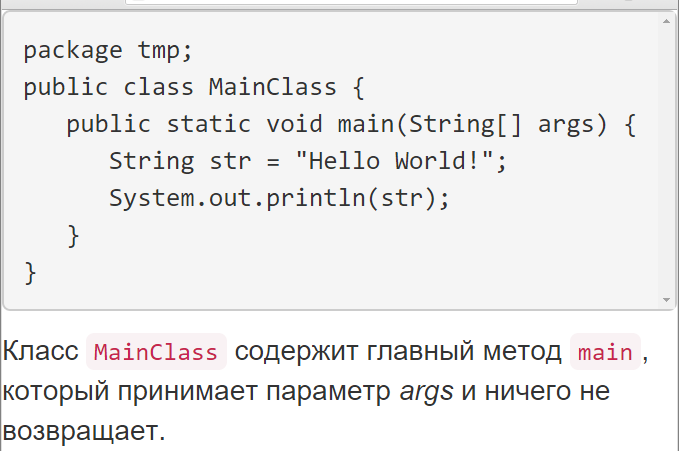 package tmp;
public class MainClass {
   public static void main(String[] args) {
      String str = "Hello World!";
      System.out.println(str);
   }
}
Класс MainClass содержит главный метод main,
который принимает параметр args и ничего не
возвращает.